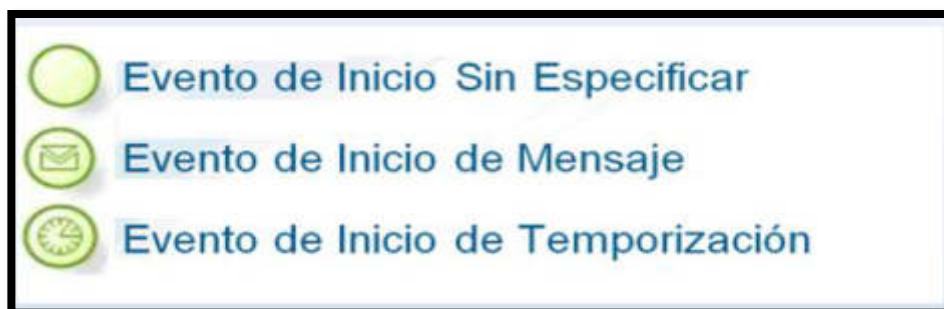 Evento de Inicio Sin Especificar
Evento de Inicio de Mensaje
Evento de Inicio de Temporización